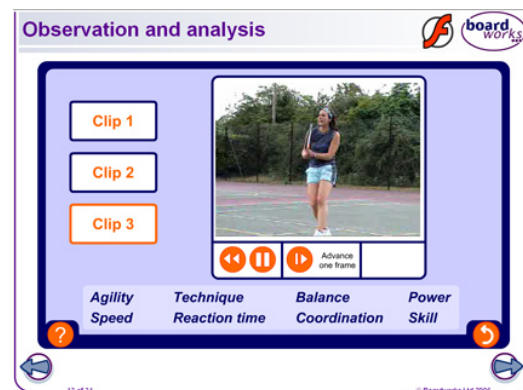 Observation and analysis
board
works
Clip 1
Clip 2
Clip 3
Advance
one frame
Agility Technique Balance Power
Speed Reaction time Coordination Skill
?